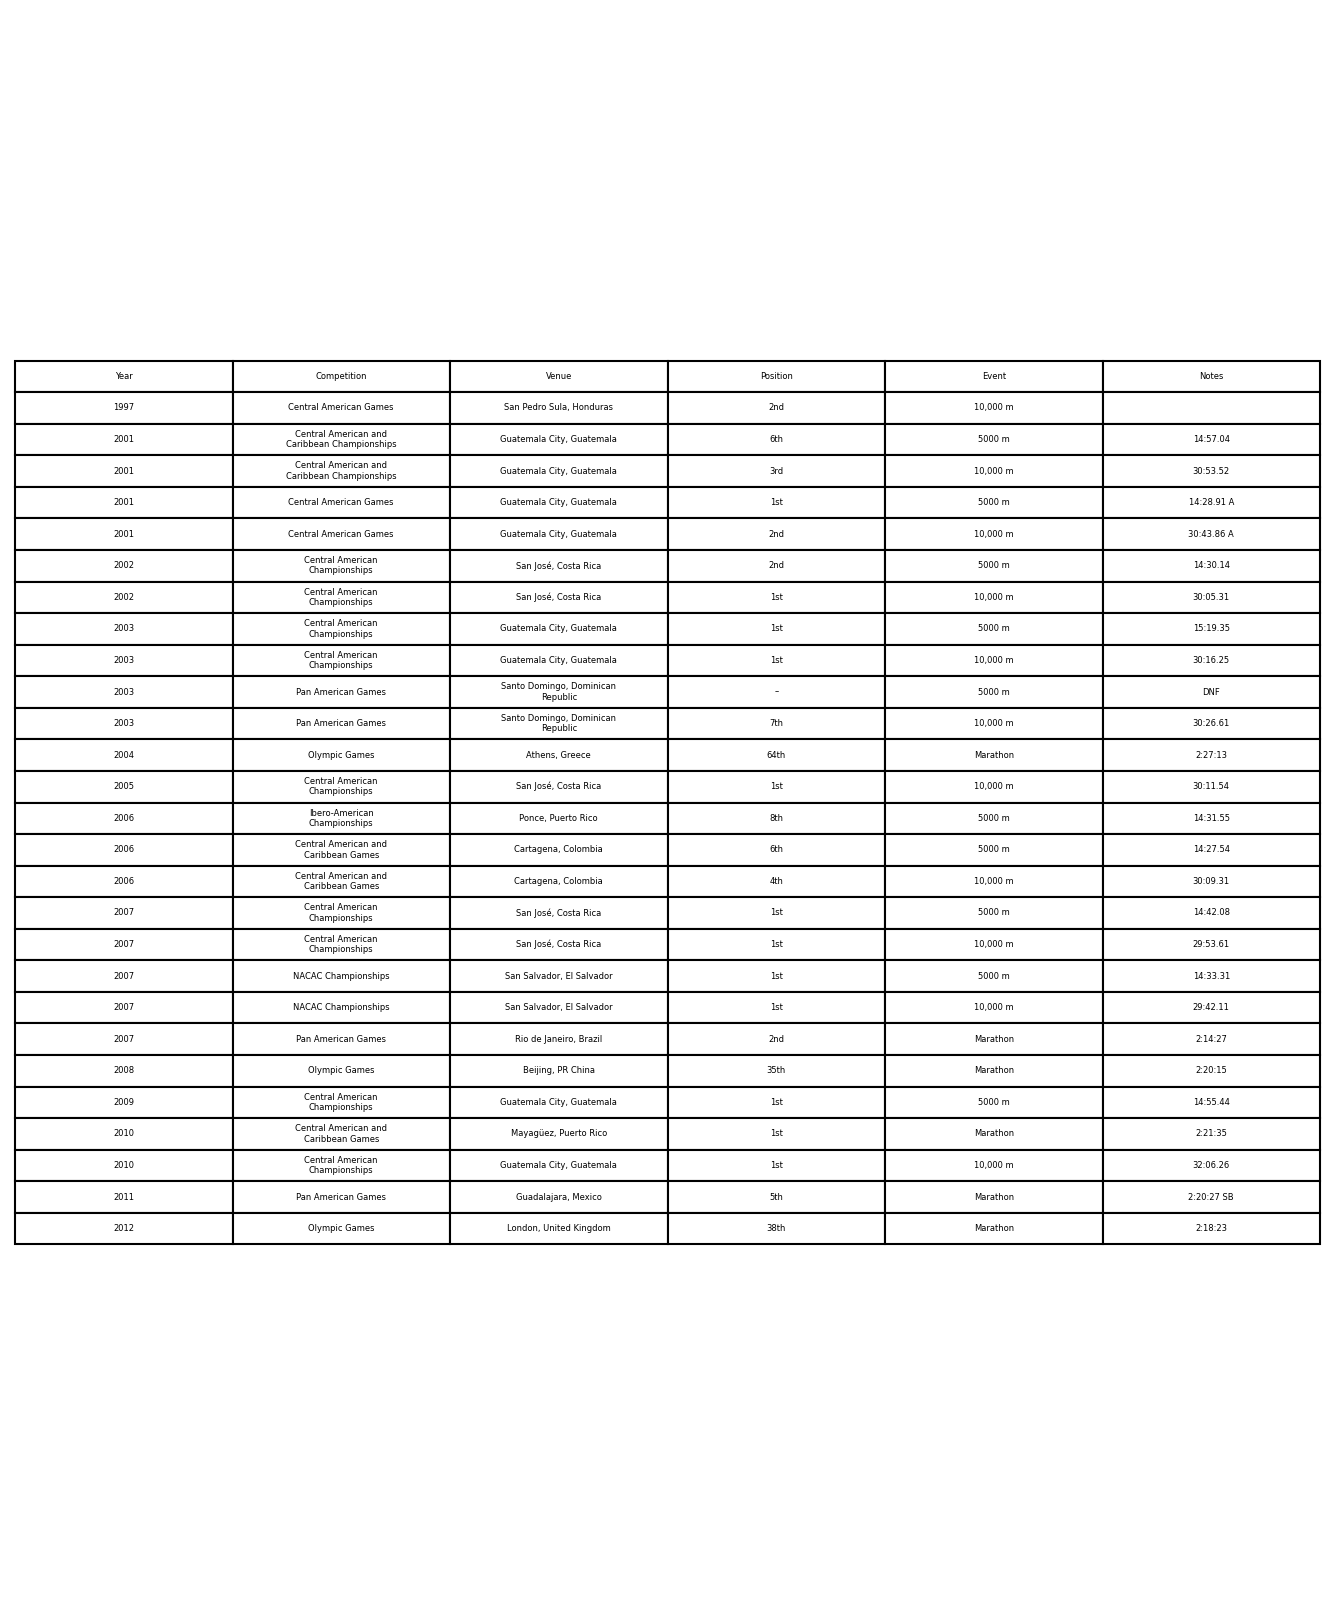 Year Competition Venue Position Event Notes
1997 Central American Games San Pedro Sula, Honduras 2nd 10,000 m
2001 Central American and Caribbean Championships Guatemala City, Guatemala 6th 5000 m 14:57.04
2001 Central American and Caribbean Championships Guatemala City, Guatemala 3rd 10,000 m 30:53.52
2001 Central American Games Guatemala City, Guatemala 1st 5000 m 14:28.91 A
2001 Central American Games Guatemala City, Guatemala 2nd 10,000 m 30:43.86 A
2002 Central American Championships San José, Costa Rica 2nd 5000 m 14:30.14
2002 Central American Championships San José, Costa Rica 1st 10,000 m 30:05.31
2003 Central American Championships Guatemala City, Guatemala 1st 5000 m 15:19.35
2003 Central American Championships Guatemala City, Guatemala 1st 10,000 m 30:16.25
2003 Pan American Games Santo Domingo, Dominican Republic – 5000 m DNF
2003 Pan American Games Santo Domingo, Dominican Republic 7th 10,000 m 30:26.61
2004 Olympic Games Athens, Greece 64th Marathon 2:27:13
2005 Central American Championships San José, Costa Rica 1st 10,000 m 30:11.54
2006 Ibero-American Championships Ponce, Puerto Rico 8th 5000 m 14:31.55
2006 Central American and Caribbean Games Cartagena, Colombia 6th 5000 m 14:27.54
2006 Central American and Caribbean Games Cartagena, Colombia 4th 10,000 m 30:09.31
2007 Central American Championships San José, Costa Rica 1st 5000 m 14:42.08
2007 Central American Championships San José, Costa Rica 1st 10,000 m 29:53.61
2007 NACAC Championships San Salvador, El Salvador 1st 5000 m 14:33.31
2007 NACAC Championships San Salvador, El Salvador 1st 10,000 m 29:42.11
2007 Pan American Games Rio de Janeiro, Brazil 2nd Marathon 2:14:27
2008 Olympic Games Beijing, PR China 35th Marathon 2:20:15
2009 Central American Championships Guatemala City, Guatemala 1st 5000 m 14:55.44
2010 Central American and Caribbean Games Mayagüez, Puerto Rico 1st Marathon 2:21:35
2010 Central American Championships Guatemala City, Guatemala 1st 10,000 m 32:06.26
2011 Pan American Games Guadalajara, Mexico 5th Marathon 2:20:27 SB
2012 Olympic Games London, United Kingdom 38th Marathon 2:18:23